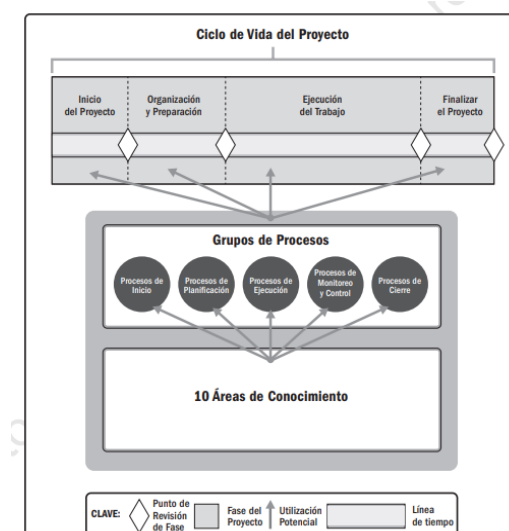 Ciclo de Vida del Proyecto
Inicio
del Proyecto
Organización
y Preparación
Ejecución
del Trabajo
Finalizar
el Proyecto
Grupos de Procesos
Procesos de
Inicio
Procesos de
Planificación
Procesos de
Ejecución
Procesos de
Monitoreo
y Control
Procesos de
Cierre
10 Áreas de Conocimiento
CLAVE:
Punto de
Revisión
de Fase
Fase del
Proyecto
Utilización
Potencial
Línea
de tiempo